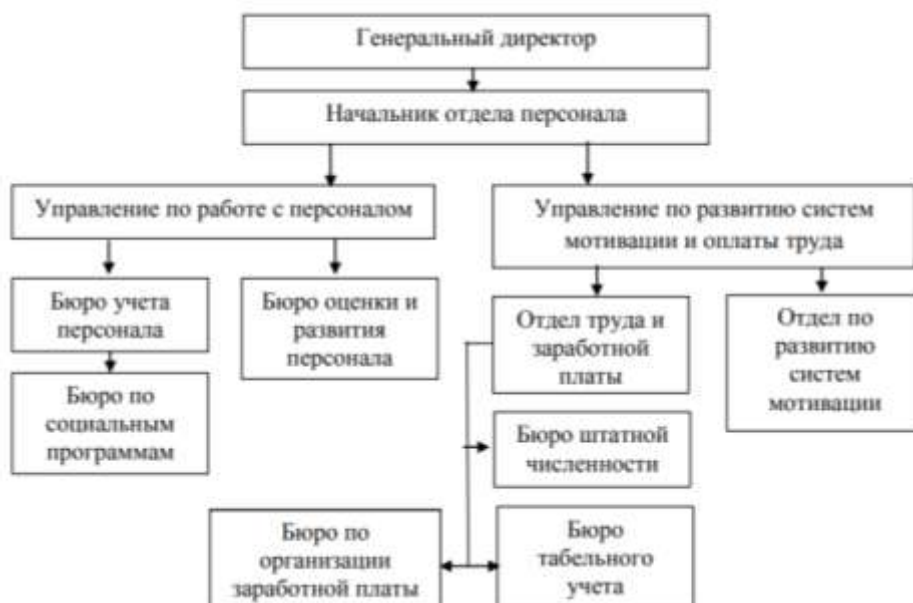 Генеральный директор
Начальник отдела персонала
Управление по работе с персоналом
Управление по развитию систем
мотивации и оплаты труда
Бюро учета
персонала
Бюро оценки и
развития
персонала
Отдел труда и
заработной
платы
Отдел по
развитию
систем
мотивации
Бюро по
социальным
программам
Бюро штатной
численности
Бюро по
организации
заработной платы
Бюро
табельного
учета